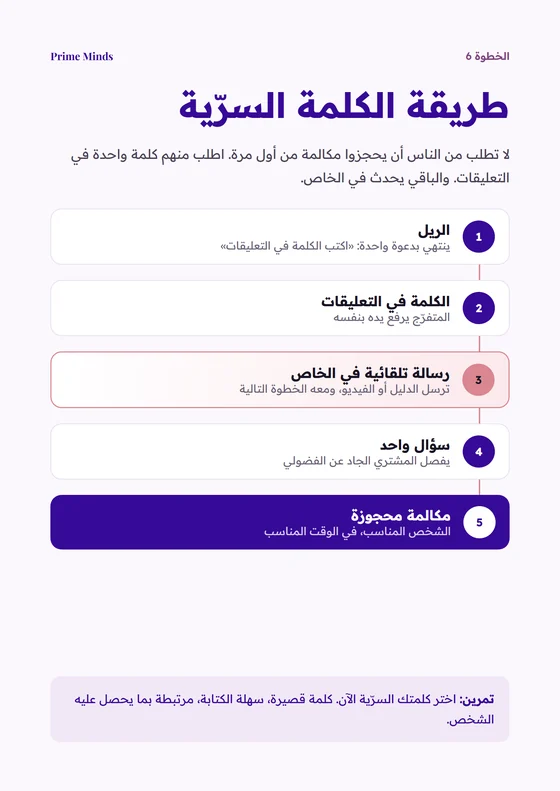 الخطوة 6
Prime Minds
طريقة الكلمة السرّية
لا تطلب من الناس أن يحجزوا مكالمة من أول مرة. اطلب منهم كلمة واحدة في
التعليقات. والباقي يحدث في الخاص.
1
الريل
ينتهي بدعوة واحدة: «اكتب الكلمة في التعليقات»
2
الكلمة في التعليقات
المتفرّج يرفع يده بنفسه
3
رسالة تلقائية في الخاص
ترسل الدليل أو الفيديو، ومعه الخطوة التالية
4
سؤال واحد
يفصل المشتري الجاد عن الفضولي
5
مكالمة محجوزة
الشخص المناسب، في الوقت المناسب
تمرين: اختر كلمتك السرّية الآن. كلمة قصيرة، سهلة الكتابة، مرتبطة بما يحصل عليه
الشخص.